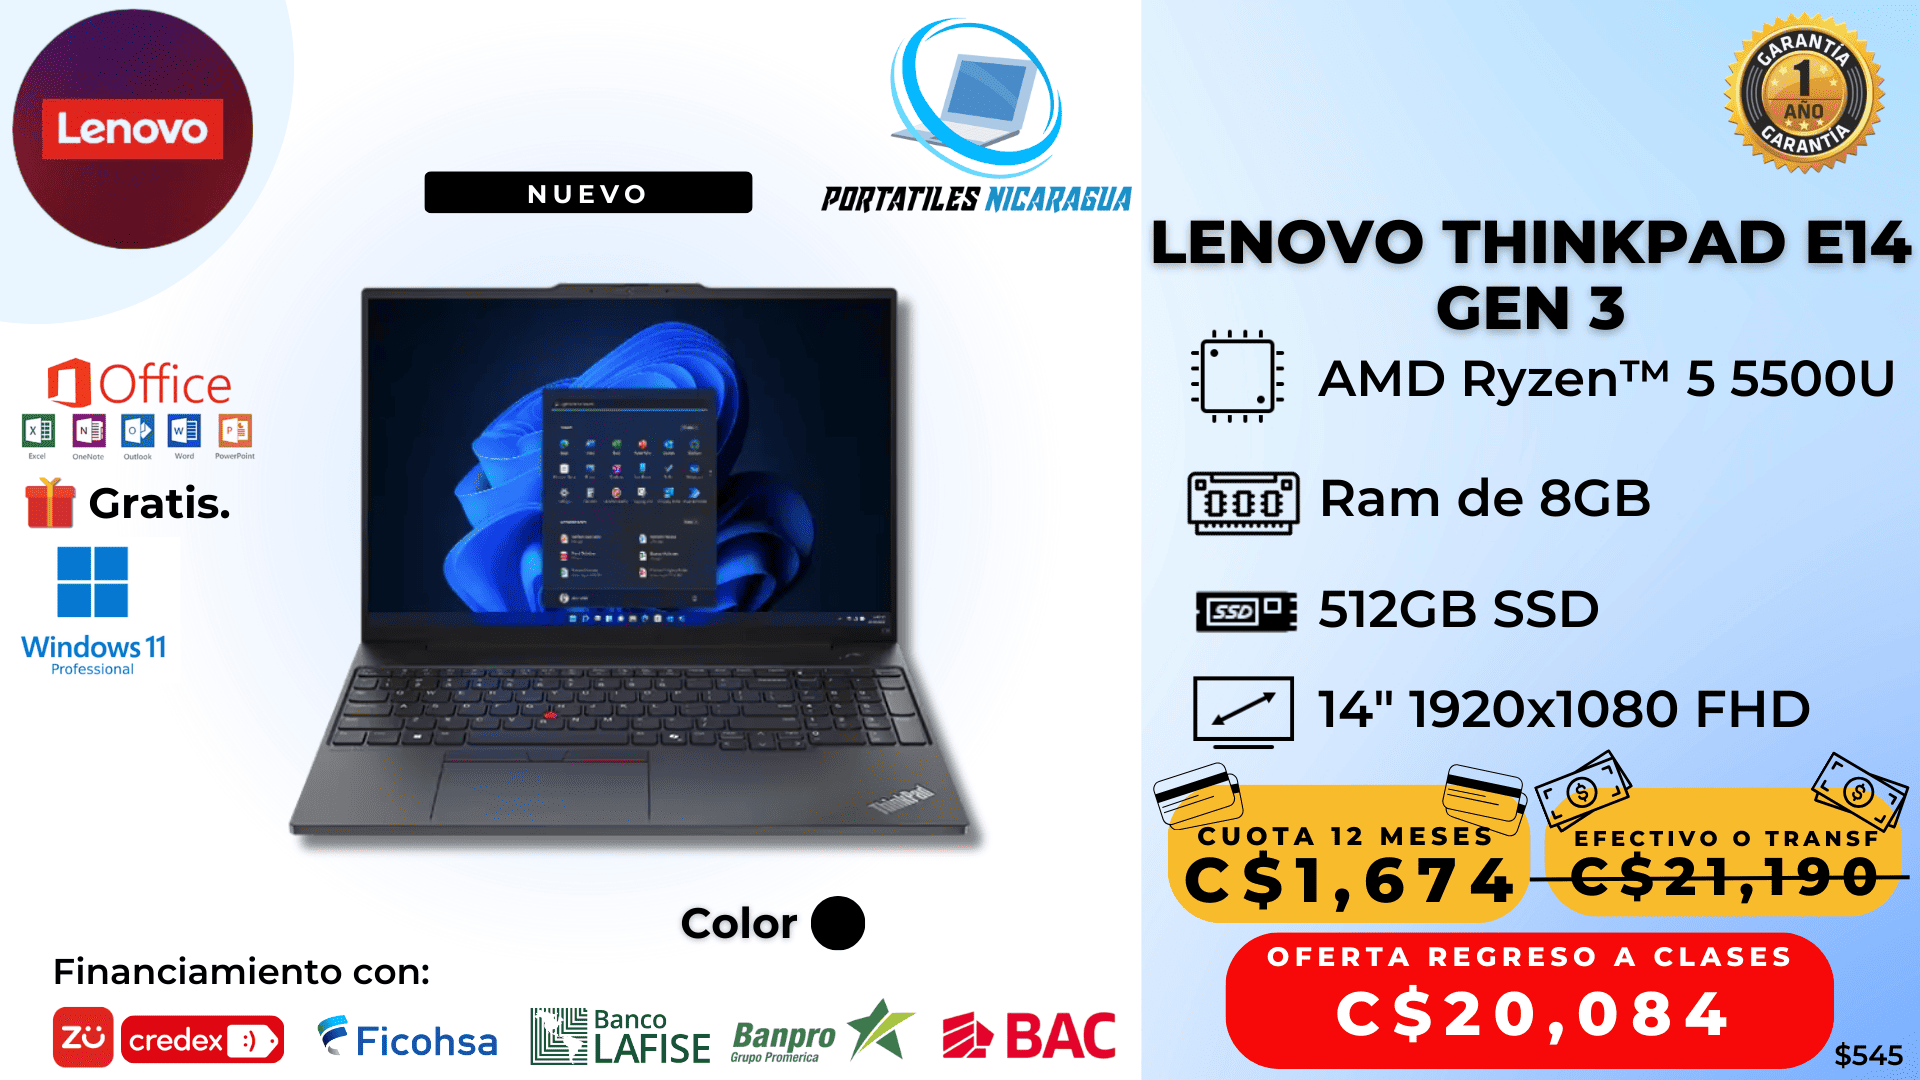 Lenovo
NUEVO
PORTATILES NICARAGUA
GARANTÍA
1
AÑO
GARANTÍA
LENOVO THINKPAD E14
GEN 3
AMD Ryzen™ 5 5500U
Ram de 8GB
512GB SSD
14" 1920x1080 FHD
Office
Excel
OneNote
Outlook
Word
PowerPoint
Gratis.
Windows 11
Professional
ThinkPad
Color
Financiamiento con:
zü
credex
Ficohsa
Banco
LAFISE
Banpro
Grupo Promerica
BAC
CUOTA 12 MESES
C$1,674
EFECTIVO O TRANSF
C$21,190
OFERTA REGRESO A CLASES
C$20,084
$545